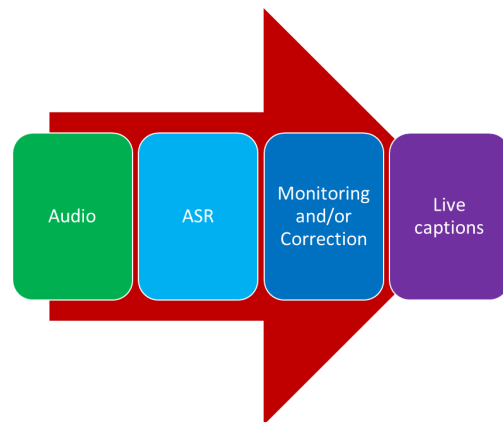 Audio
ASR
Monitoring
and/or
Correction
Live
captions